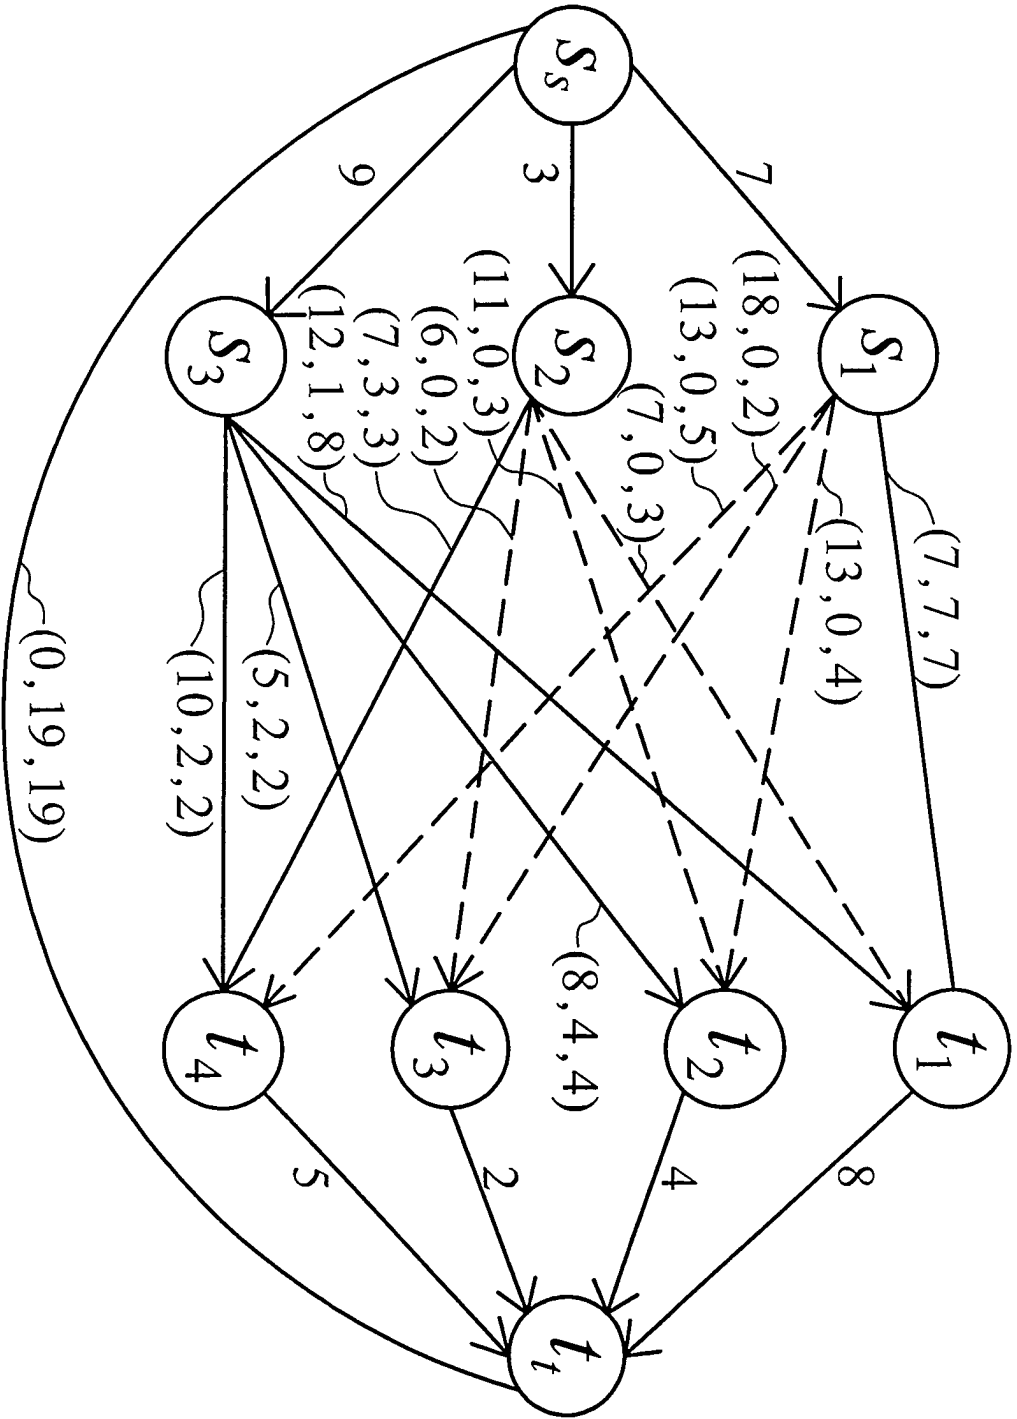 s_s
7
3
9
s_1
s_2
s_3
(7,7,7)
(13,0,4)
(18,0,2)
(13,0,5)
(7,0,3)
(11,0,3)
(6,0,2)
(7,3,3)
(12,1,8)
(8,4,4)
(5,2,2)
(10,2,2)
(0,19,19)
t_1
t_2
t_3
t_4
8
4
2
5
t_t